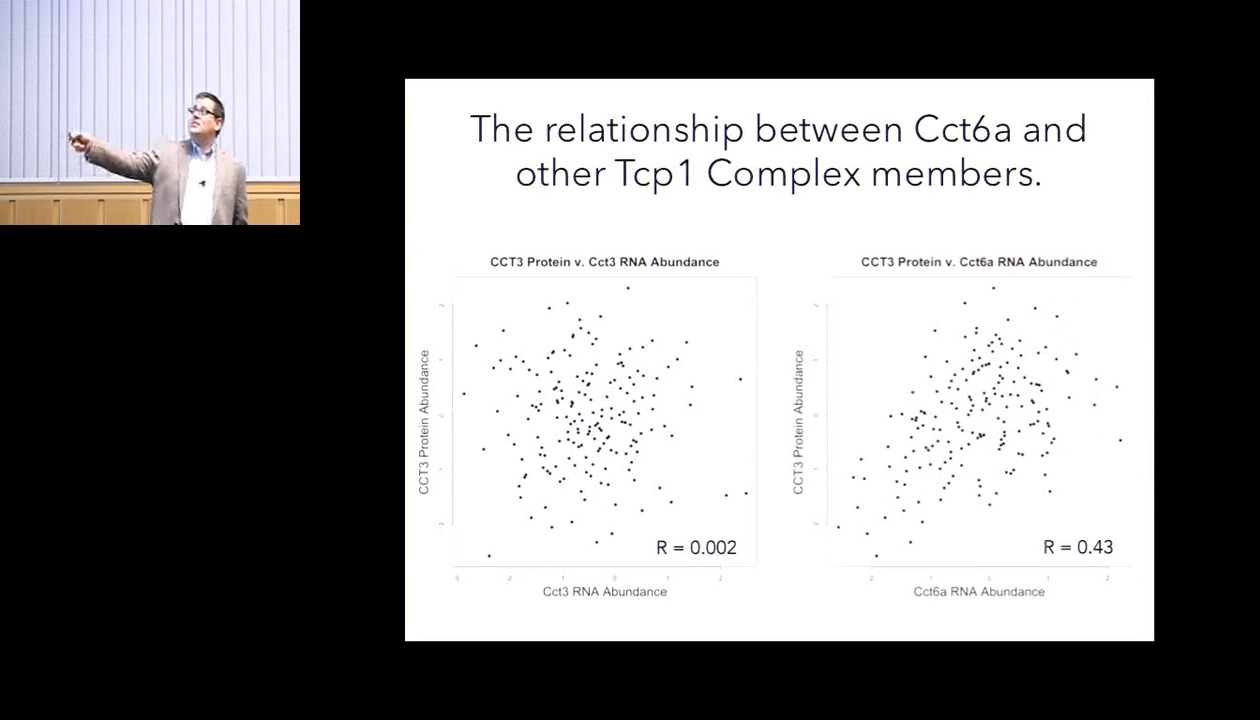 The relationship between Cct6a and
other Tcp1 Complex members.
CCT3 Protein v. Cct3 RNA Abundance
CCT3 Protein Abundance
R = 0.002
Cct3 RNA Abundance
CCT3 Protein v. Cct6a RNA Abundance
CCT3 Protein Abundance
R = 0.43
Cct6a RNA Abundance